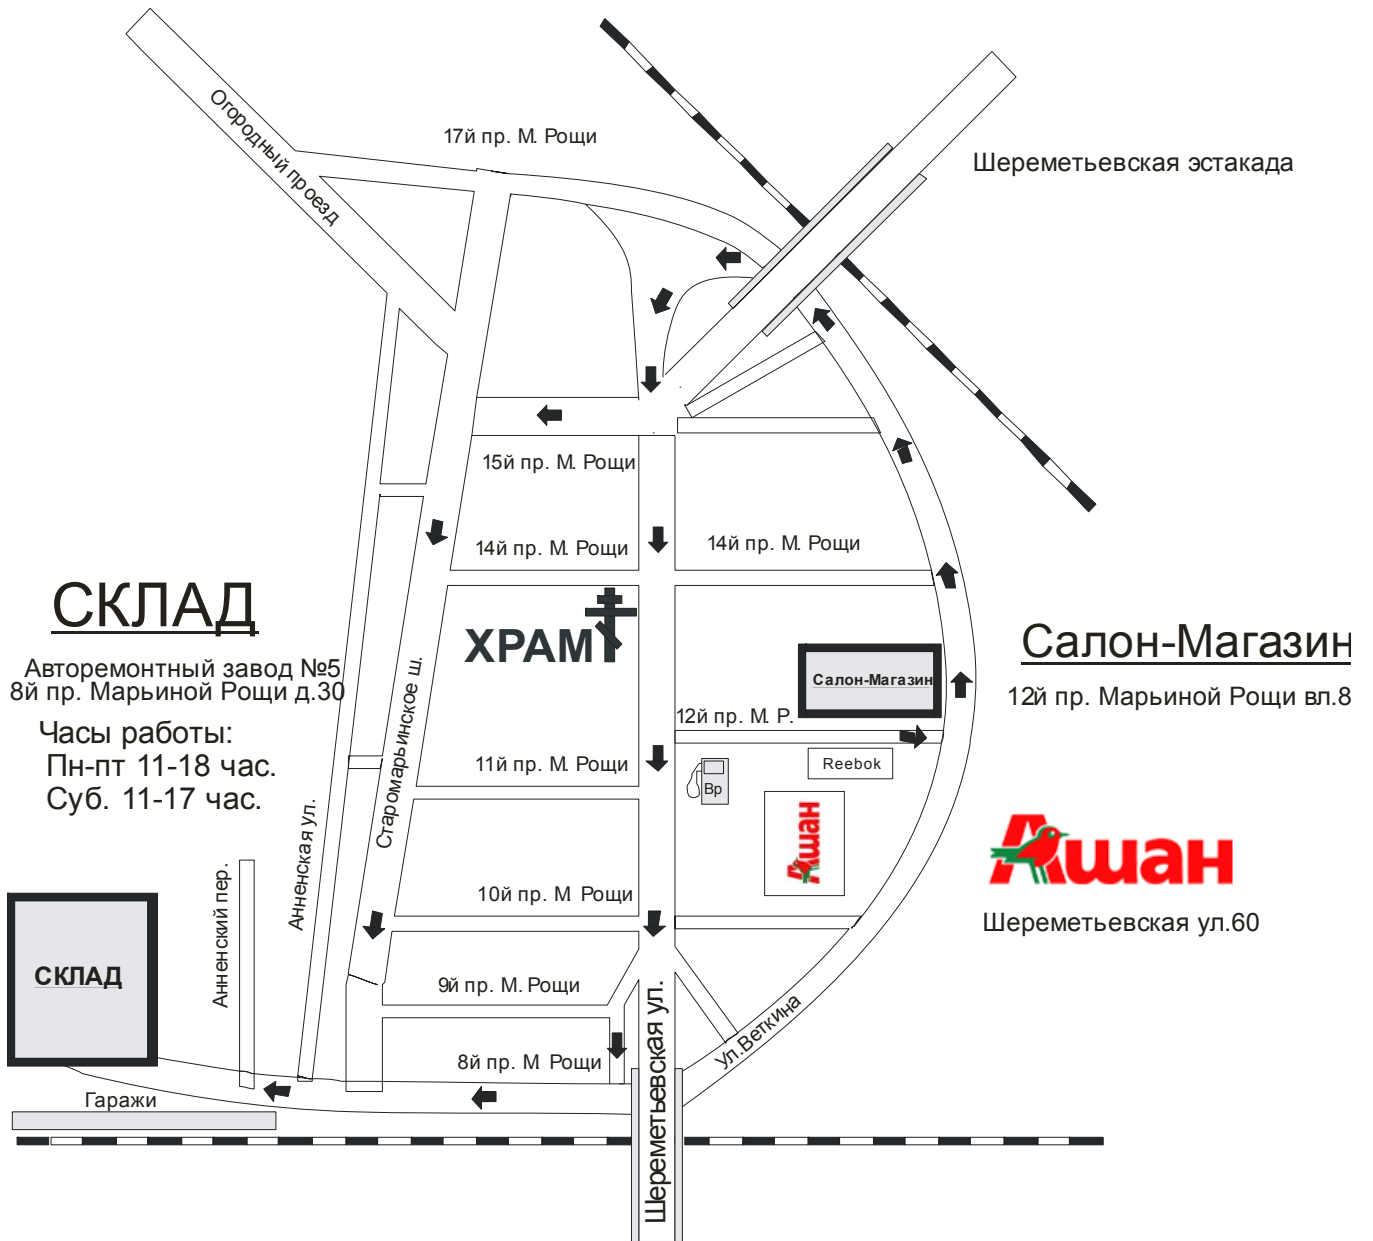 Огородный проезд
17й пр. М. Рощи
Шереметьевская эстакада
15й пр. М. Рощи
14й пр. М. Рощи
14й пр. М. Рощи
СКЛАД
Авторемонтный завод №5
8й пр. Марьиной Рощи д.30
Часы работы:
Пн-пт 11-18 час.
Суб. 11-17 час.
ХРАМ
Старомарьинское ш.
Салон-Магазин
Салон-Магазин
12й пр. Марьиной Рощи вл.8
12й пр. М. Р.
11й пр. М. Рощи
Reebok
Вр
Ашан
Ашан
Шереметьевская ул.60
Анненская ул.
Анненский пер.
10й пр. М Рощи
СКЛАД
9й пр. М. Рощи
Шереметьевская ул.
Ул.Веткина
8й пр. М Рощи
Гаражи